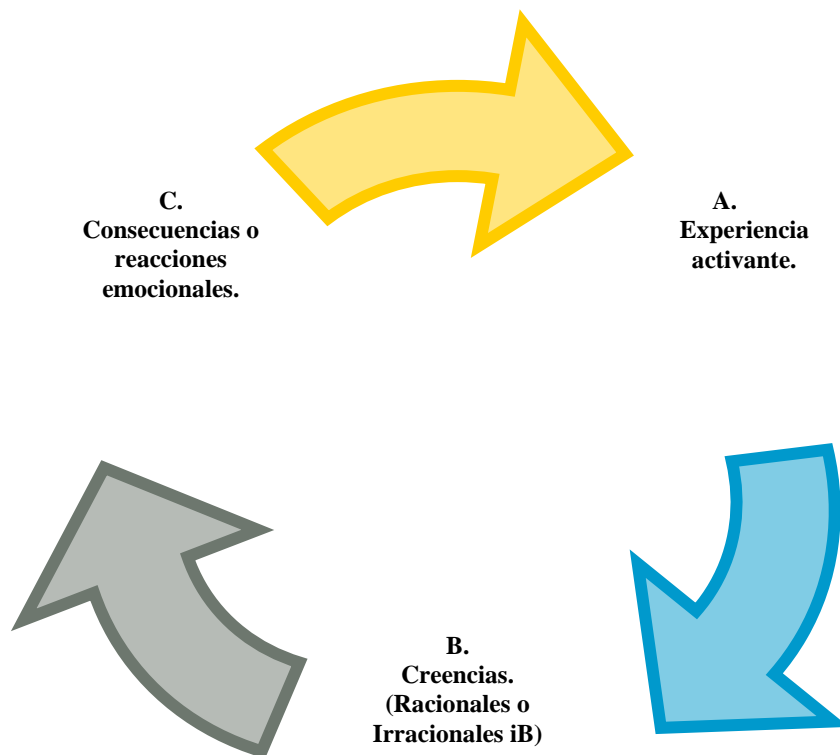 C.
Consecuencias o
reacciones
emocionales.
A.
Experiencia
activante.
B.
Creencias.
(Racionales o
Irracionales iB)